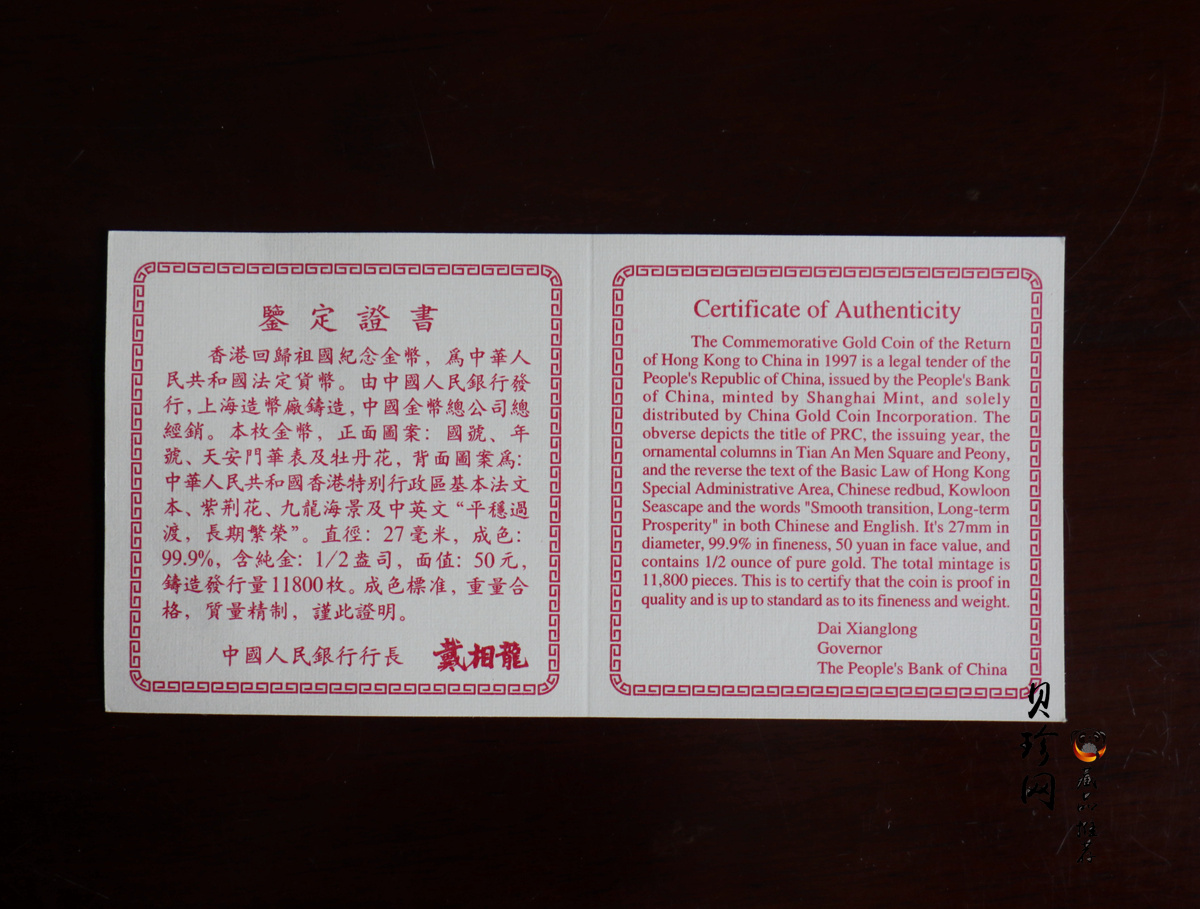 鑒定證書
香港回歸祖國紀念金幣，爲中華人
民共和國法定貨幣。由中國人民銀行發
行，上海造幣廠鑄造，中國金幣總公司總
經銷。本枚金幣，正面圖案：國號、年
號、天安門華表及牡丹花，背面圖案爲：
中華人民共和國香港特别行政區基本法文
本、紫荆花、九龍海景及中英文“平穩過
渡，長期繁榮”。直徑：27毫米，成色：
99.9%，含純金：1/2盎司，面值：50元，
鑄造發行量11800枚。成色標准，重量合
格，質量精制，謹此證明。
中國人民銀行行長 戴相龍
Certificate of Authenticity
The Commemorative Gold Coin of the Return
of Hong Kong to China in 1997 is a legal tender of the
People's Republic of China, issued by the People's Bank
of China, minted by Shanghai Mint, and solely
distributed by China Gold Coin Incorporation. The
obverse depicts the title of PRC, the issuing year, the
ornamental columns in Tian An Men Square and Peony,
and the reverse the text of the Basic Law of Hong Kong
Special Administrative Area, Chinese redbud, Kowloon
Seascape and the words "Smooth transition, Long-term
Prosperity" in both Chinese and English. It's 27mm in
diameter, 99.9% in fineness, 50 yuan in face value, and
contains 1/2 ounce of pure gold. The total mintage is
11,800 pieces. This is to certify that the coin is proof in
quality and is up to standard as to its fineness and weight.
Dai Xianglong
Governor
The People's Bank of China
贝珍网